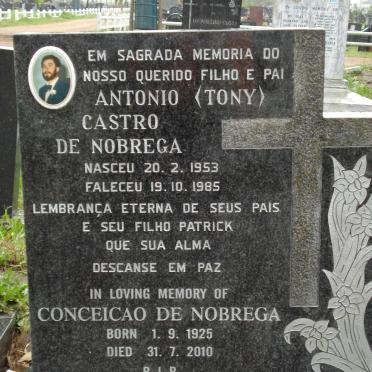 EM SAGRADA MEMORIA DO
NOSSO QUERIDO FILHO E PAI
ANTONIO (TONY)
CASTRO
DE NOBREGA
NASCEU 20.2.1953
FALECEU 19.10.1985
LEMBRANÇA ETERNA DE SEUS PAIS
E SEU FILHO PATRICK
QUE SUA ALMA
DESCANSE EM PAZ
IN LOVING MEMORY OF
CONCEICAO DE NOBREGA
BORN 1.9.1925
DIED 31.7.2010
R.I.P.